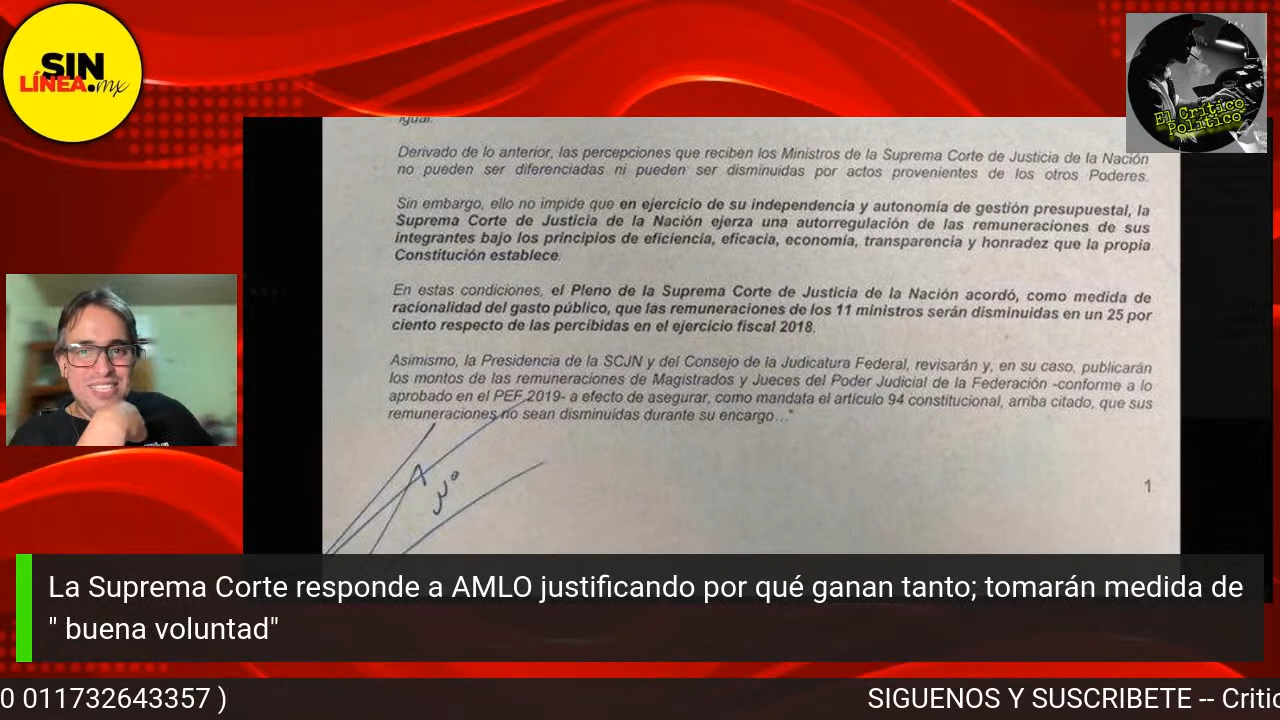 SIN
LÍNEA.mx
El Crítico
Político
igual.
Derivado de lo anterior, las percepciones que reciben los Ministros de la Suprema Corte de Justicia de la Nación
no pueden ser diferenciadas ni pueden ser disminuidas por actos provenientes de los otros Poderes.
Sin embargo, ello no impide que en ejercicio de su independencia y autonomía de gestión presupuestal, la
Suprema Corte de Justicia de la Nación ejerza una autorregulación de las remuneraciones de sus
integrantes bajo los principios de eficiencia, eficacia, economía, transparencia y honradez que la propia
Constitución establece.
En estas condiciones, el Pleno de la Suprema Corte de Justicia de la Nación acordó, como medida de
racionalidad del gasto público, que las remuneraciones de los 11 ministros serán disminuidas en un 25 por
ciento respecto de las percibidas en el ejercicio fiscal 2018.
Asimismo, la Presidencia de la SCJN y del Consejo de la Judicatura Federal, revisarán y, en su caso, publicarán
los montos de las remuneraciones de Magistrados y Jueces del Poder Judicial de la Federación -conforme a lo
aprobado en el PEF 2019- a efecto de asegurar, como mandata el artículo 94 constitucional, arriba citado, que sus
remuneraciones no sean disminuidas durante su encargo…"
1
La Suprema Corte responde a AMLO justificando por qué ganan tanto; tomarán medida de
" buena voluntad"
0 011732643357 )
SIGUENOS Y SUSCRIBETE -- Critic